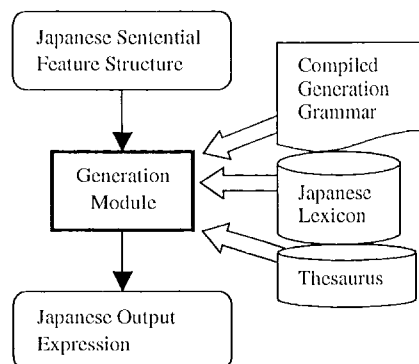 Japanese Sentential
Feature Structure
Compiled
Generation
Grammar
Generation
Module
Japanese
Lexicon
Thesaurus
Japanese Output
Expression